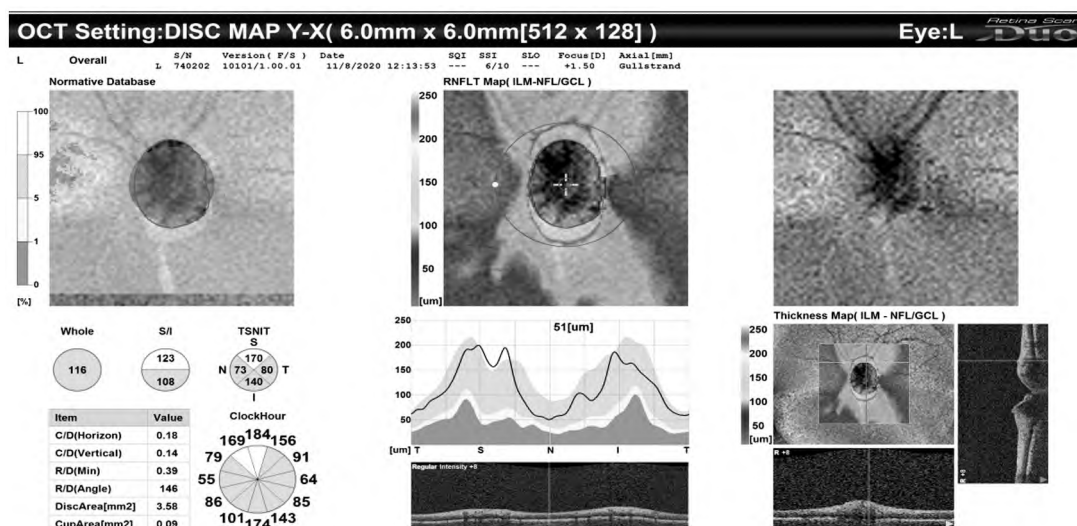 OCT Setting:DISC MAP Y-X( 6.0mm x 6.0mm[512 x 128] ) Eye:L Retina Scan Duo
L Overall S/N Version( F/S ) Date SQI SSI SLO Focus[D] Axial[mm]
L 740202 10101/1.00.01 11/8/2020 12:13:53 --- 6/10 --- +1.50 Gullstrand
Normative Database
100
95
5
1
0
[%]
RNFLT Map( ILM-NFL/GCL )
250
200
150
100
50
[um]
Whole
116
S/I
123
108
TSNIT
S
170
N 73 80 T
140
I
ClockHour
169 184 156
79 91
55 64
86 85
101 174 143
Item Value
C/D(Horizon) 0.18
C/D(Vertical) 0.14
R/D(Min) 0.39
R/D(Angle) 146
DiscArea[mm2] 3.58
CupArea[mm2] 0.09
51[um]
250
200
150
100
50
[um] T S N I T
Regular Intensity +8
Thickness Map( ILM - NFL/GCL )
250
200
150
100
50
[um]
R +8